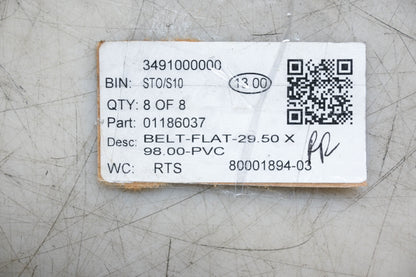 3491000000
BIN: STO/S10 13.00
QTY: 8 OF 8
Part: 01186037
Desc: BELT-FLAT-29.50 X
98.00-PVC
WC: RTS 80001894-03